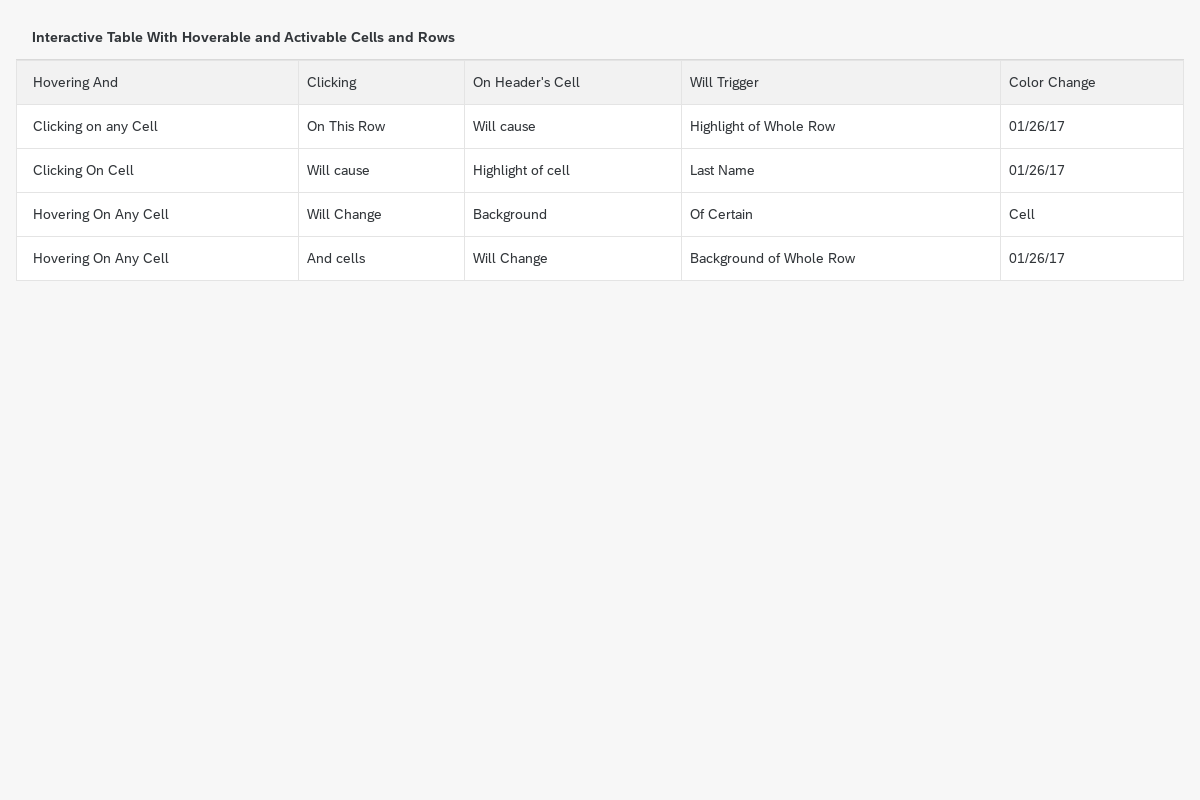 Interactive Table With Hoverable and Activable Cells and Rows
Hovering And Clicking On Header's Cell Will Trigger Color Change
Clicking on any Cell On This Row Will cause Highlight of Whole Row 01/26/17
Clicking On Cell Will cause Highlight of cell Last Name 01/26/17
Hovering On Any Cell Will Change Background Of Certain Cell
Hovering On Any Cell And cells Will Change Background of Whole Row 01/26/17